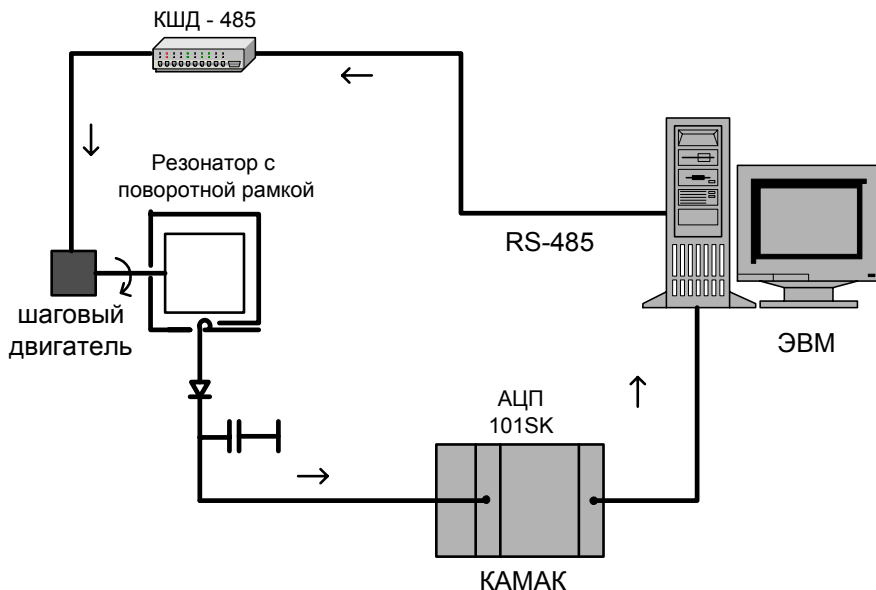 КШД - 485
Резонатор с
поворотной рамкой
RS-485
шаговый
двигатель
ЭВМ
АЦП
101SK
КАМАК